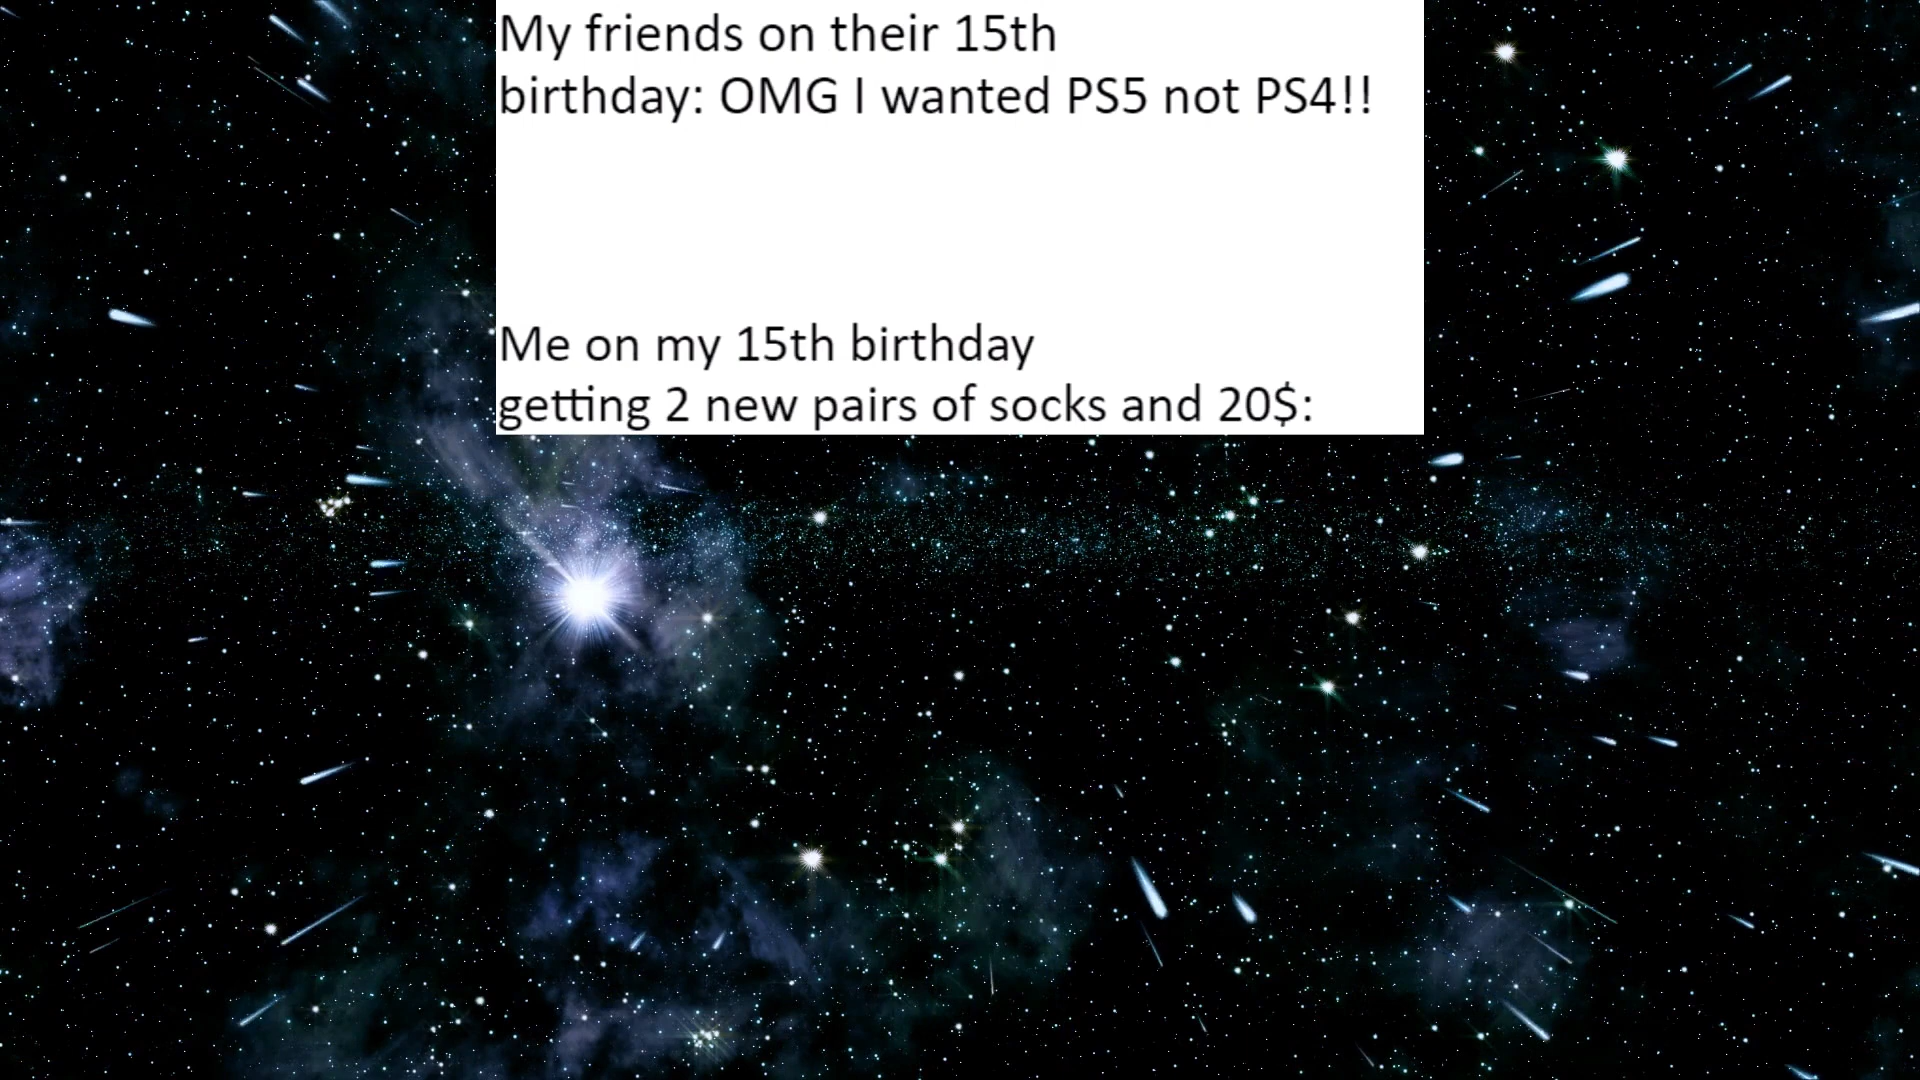 My friends on their 15th
birthday: OMG I wanted PS5 not PS4!!
Me on my 15th birthday
getting 2 new pairs of socks and 20$: